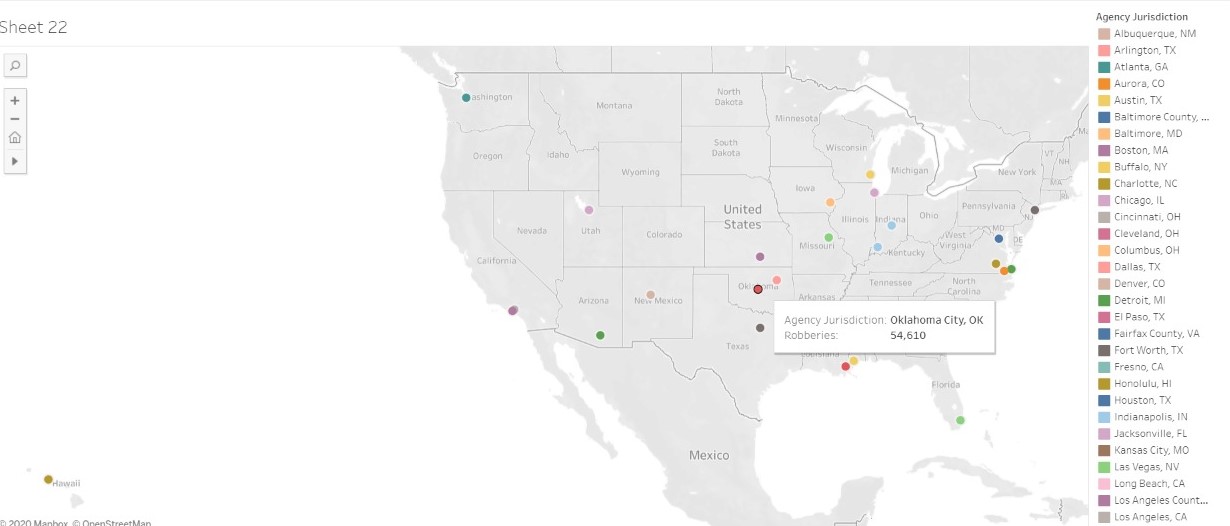 Sheet 22
Agency Jurisdiction
Albuquerque, NM
Arlington, TX
Atlanta, GA
Aurora, CO
Austin, TX
Baltimore County, ...
Baltimore, MD
Boston, MA
Buffalo, NY
Charlotte, NC
Chicago, IL
Cincinnati, OH
Cleveland, OH
Columbus, OH
Dallas, TX
Denver, CO
Detroit, MI
El Paso, TX
Fairfax County, VA
Fort Worth, TX
Fresno, CA
Honolulu, HI
Houston, TX
Indianapolis, IN
Jacksonville, FL
Kansas City, MO
Las Vegas, NV
Long Beach, CA
Los Angeles Count...
Los Angeles, CA
ashington
Montana
North
Dakota
Minnesota
Oregon
Idaho
South
Dakota
Wisconsin
Michigan
VT
NH
New York
MA
Wyoming
Iowa
Pennsylvania
NJ
United
States
Illinois
Indiana
Ohio
MD
DE
Nevada
Utah
Colorado
Missouri
West
Virginia
Kentucky
California
Tennessee
North
Carolina
Arizona
New Mexico
Oklahoma
Arkansas
Agency Jurisdiction: Oklahoma City, OK
Robberies: 54,610
Texas
Louisiana
Florida
Mexico
Hawaii
© 2020 Mapbox © OpenStreetMap